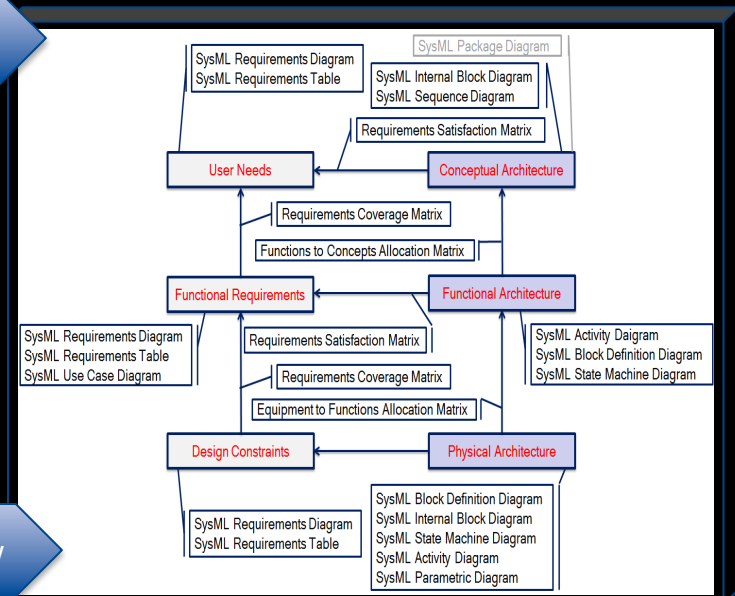 SysML Package Diagram
SysML Requirements Diagram
SysML Requirements Table
SysML Internal Block Diagram
SysML Sequence Diagram
Requirements Satisfaction Matrix
User Needs
Conceptual Architecture
Requirements Coverage Matrix
Functions to Concepts Allocation Matrix
Functional Requirements
Functional Architecture
SysML Requirements Diagram
SysML Requirements Table
SysML Use Case Diagram
Requirements Satisfaction Matrix
SysML Activity Daigram
SysML Block Definition Diagram
SysML State Machine Diagram
Requirements Coverage Matrix
Equipment to Functions Allocation Matrix
Design Constraints
Physical Architecture
SysML Requirements Diagram
SysML Requirements Table
SysML Block Definition Diagram
SysML Internal Block Diagram
SysML State Machine Diagram
SysML Activity Diagram
SysML Parametric Diagram